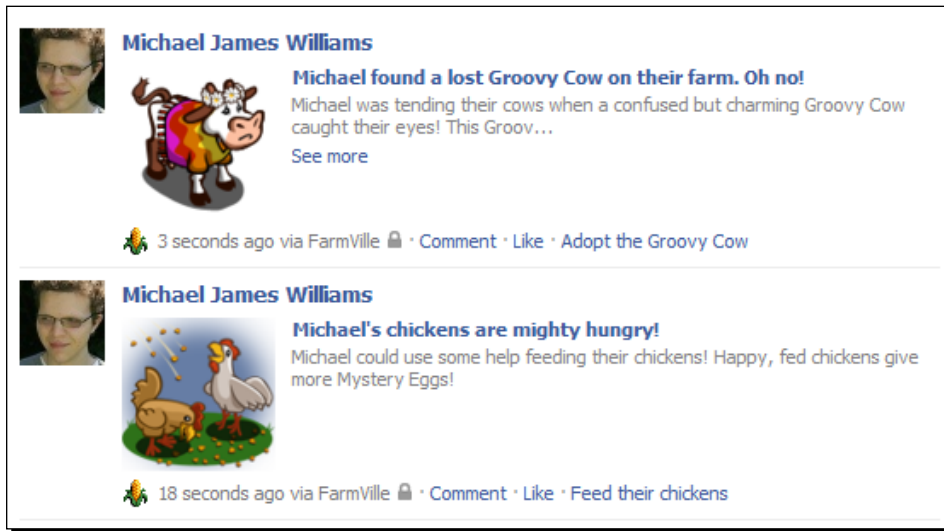 Michael James Williams
Michael found a lost Groovy Cow on their farm. Oh no!
Michael was tending their cows when a confused but charming Groovy Cow
caught their eyes! This Groov...
See more
3 seconds ago via FarmVille · Comment · Like · Adopt the Groovy Cow
Michael James Williams
Michael's chickens are mighty hungry!
Michael could use some help feeding their chickens! Happy, fed chickens give
more Mystery Eggs!
18 seconds ago via FarmVille · Comment · Like · Feed their chickens